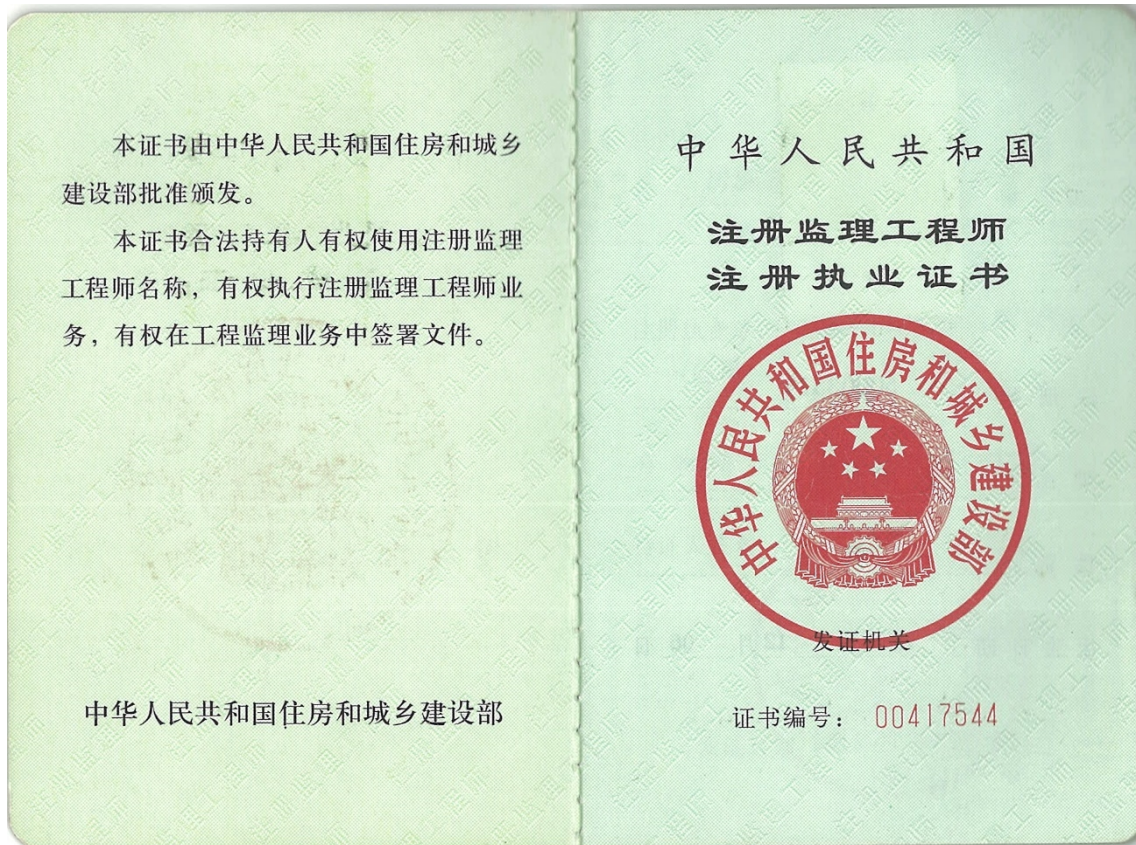 本证书由中华人民共和国住房和城乡
建设部批准颁发。
本证书合法持有人有权使用注册监理
工程师名称，有权执行注册监理工程师业
务，有权在工程监理业务中签署文件。
中华人民共和国住房和城乡建设部
中华人民共和国
注册监理工程师
注册执业证书
中华人民共和国住房和城乡建设部
发证机关
证书编号：00417544